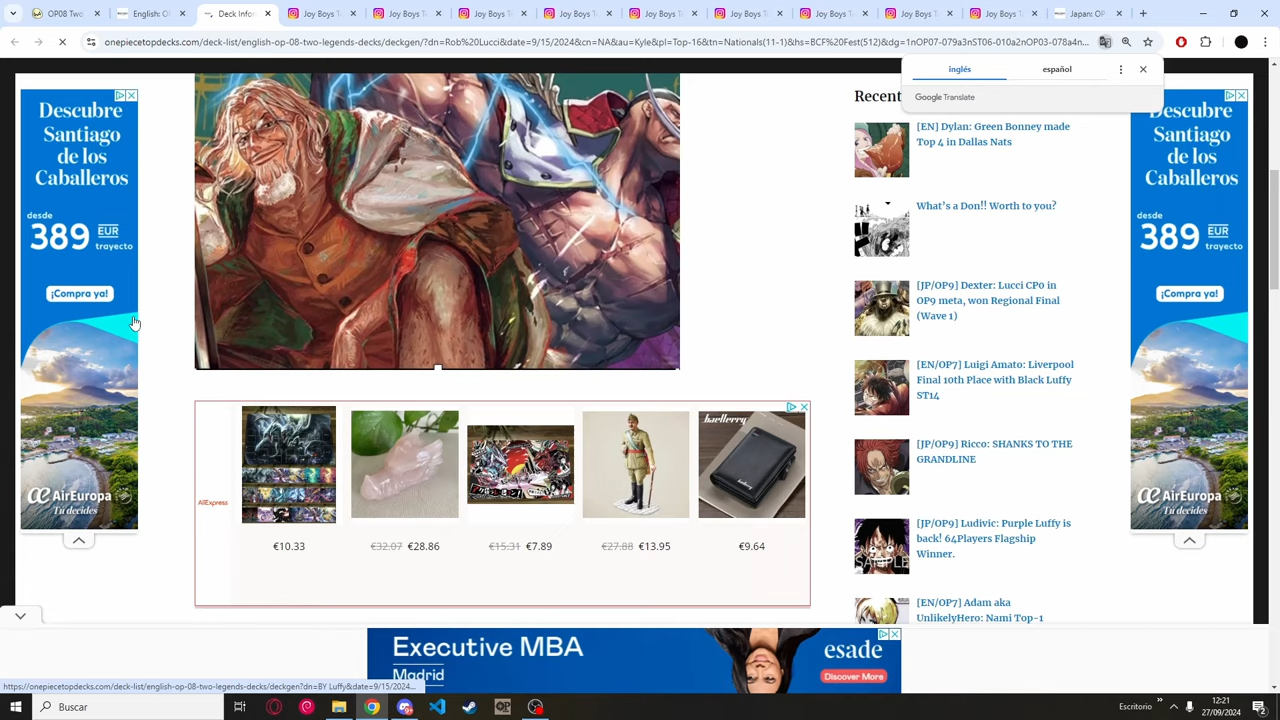 OP08 Two
English: O
Deck Infor
Joy Boys T
Joy Boys T
Joy Boys T
Joy Boys T
Joy Boys T
Joy Boys T
Joy Boys T
Joy Boys T
Joy Boys T
Japan: OP
onepiecetopdecks.com/deck-list/english-op-08-two-legends-decks/deckgen/?dn=Rob%20Lucci&date=9/15/2024&cn=NA&au=Kyle&pl=Top-16&tn=Nationals(11-1)&hs=BCF%20Fest(512)&dg=1nOP07-079a3nST06-010a2nOP03-078a4n...
inglés
español
Google Translate
Descubre
Santiago
de los
Caballeros
desde
389 EUR
trayecto
¡Compra ya!
AirEuropa
Tú decides
Recent
[EN] Dylan: Green Bonney made
Top 4 in Dallas Nats
What's a Don!! Worth to you?
[JP/OP9] Dexter: Lucci CP0 in
OP9 meta, won Regional Final
(Wave 1)
[EN/OP7] Luigi Amato: Liverpool
Final 10th Place with Black Luffy
ST14
[JP/OP9] Ricco: SHANKS TO THE
GRANDLINE
[JP/OP9] Ludivic: Purple Luffy is
back! 64Players Flagship
Winner.
SAMPLE
[EN/OP7] Adam aka
UnlikelyHero: Nami Top-1
Descubre
Santiago
de los
Caballeros
desde
389 EUR
trayecto
¡Compra ya!
AirEuropa
Tú decides
baellerry
AliExpress
€10.33
€32.07 €28.86
€15.31 €7.89
€27.88 €13.95
€9.64
Executive MBA
Madrid
esade
Discover More
https://onepiecetopdecks.com/deck-list/english-op-08-two-legends-decks/deckgen?dn=BY Luffy&date=9/15/2024...
Buscar
Escritorio
12:21
27/09/2024
2